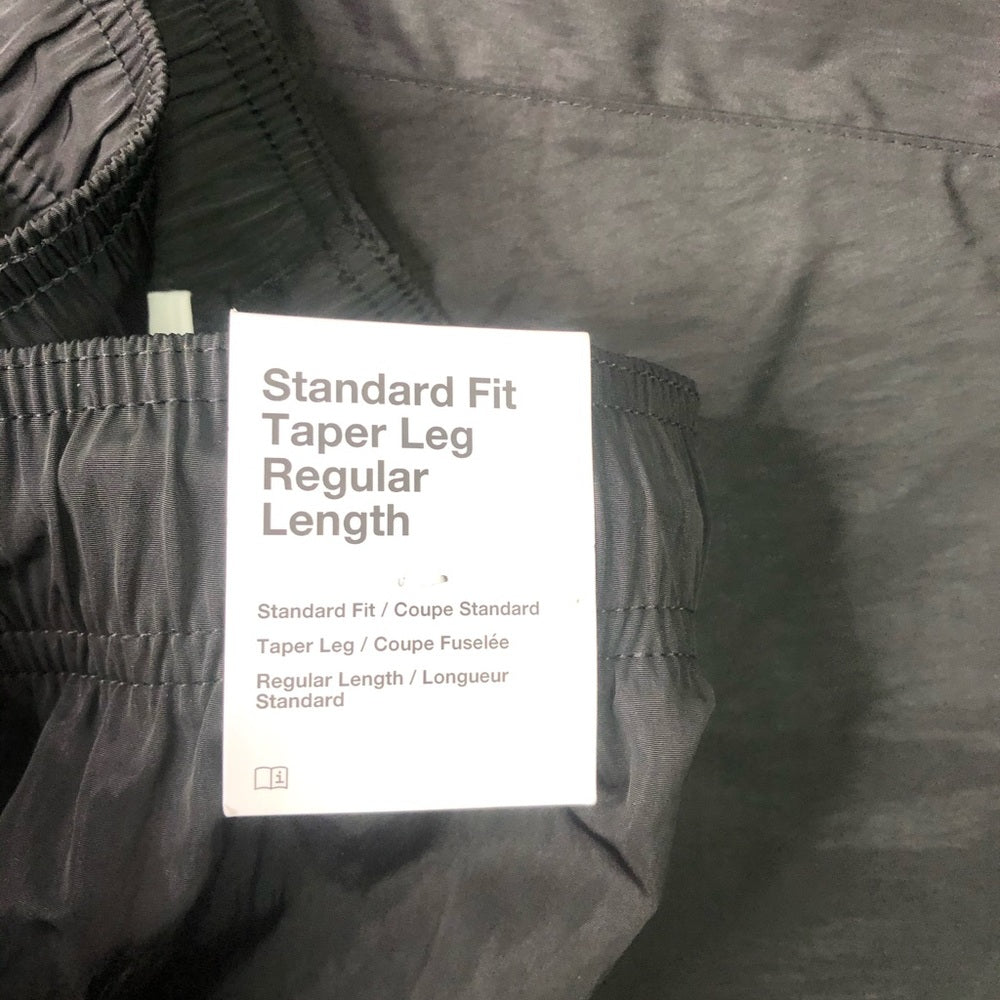 Standard Fit
Taper Leg
Regular
Length
Standard Fit / Coupe Standard
Taper Leg / Coupe Fuselée
Regular Length / Longueur
Standard
i